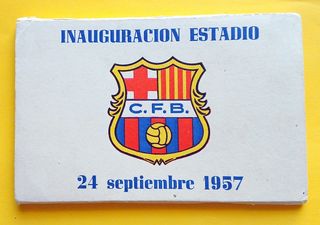 INAUGURACION ESTADIO
C.F.B.
24 septiembre 1957